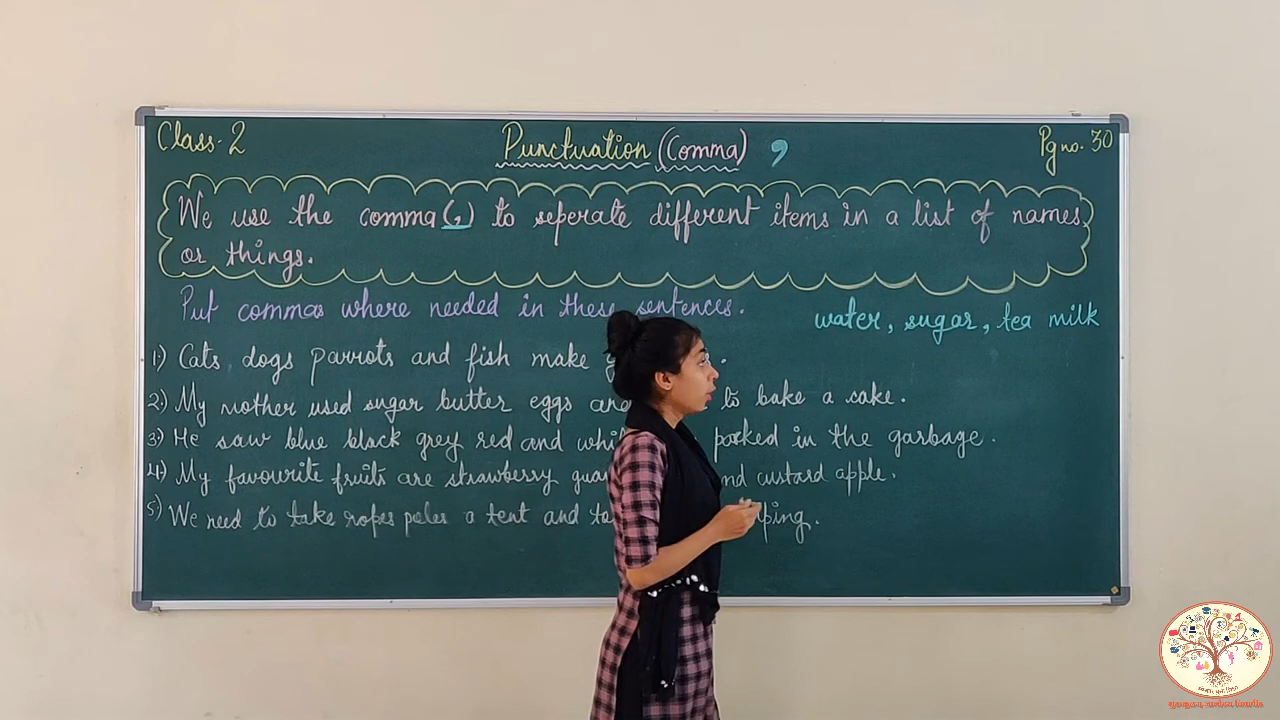 Class-2
Punctuation (Comma) ,
Pg no. 30
We use the comma (,) to seperate different items in a list of names
or things.
Put commas where needed in these sentences.
water, sugar, tea milk
1.) Cats, dogs parrots and fish make
2.) My mother used sugar butter eggs and to bake a cake.
3.) He saw blue black grey red and parked in the garbage.
4.) My favourite fruits are strawberry custard apple.
5) We need to take ropes poles a tent and